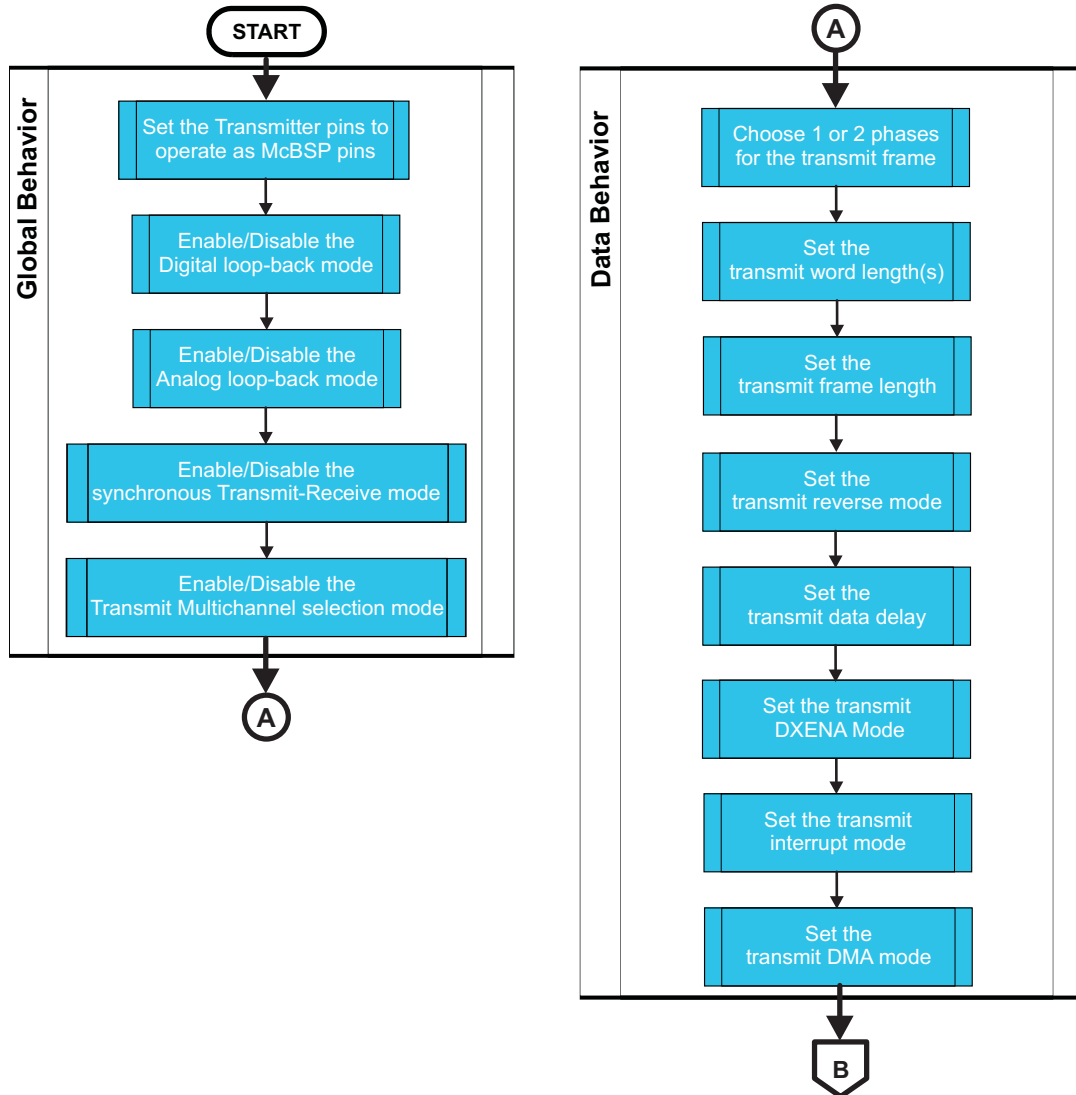 START
Global Behavior
Set the Transmitter pins to
operate as McBSP pins
Enable/Disable the
Digital loop-back mode
Enable/Disable the
Analog loop-back mode
Enable/Disable the
synchronous Transmit-Receive mode
Enable/Disable the
Transmit Multichannel selection mode
A
A
Data Behavior
Choose 1 or 2 phases
for the transmit frame
Set the
transmit word length(s)
Set the
transmit frame length
Set the
transmit reverse mode
Set the
transmit data delay
Set the transmit
DXENA Mode
Set the transmit
interrupt mode
Set the
transmit DMA mode
B